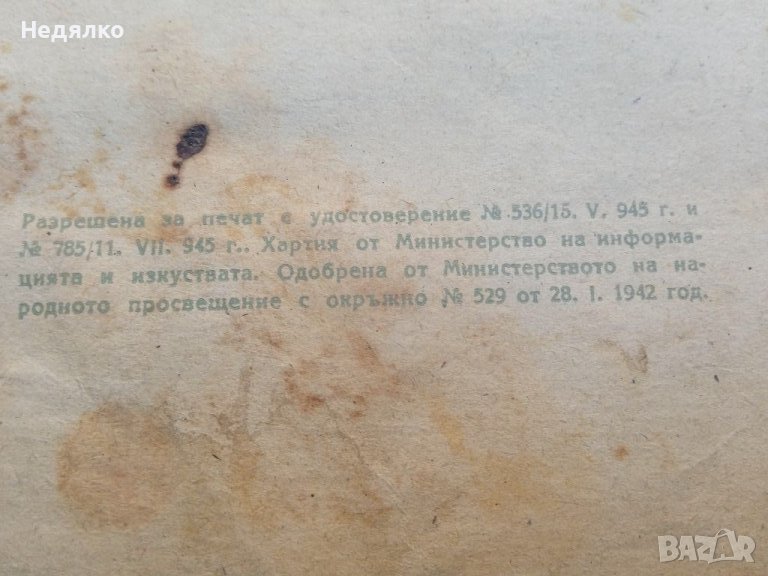 Недялко
Разрешена за печат с удостоверение № 536/15. V. 945 г. и
№ 785/11. VII. 945 г.. Хартия от Министерство на информа-
цията и изкуствата. Одобрена от Министерството на на-
родното просвещение с окръжно № 529 от 28. I. 1942 год.
BAZAR